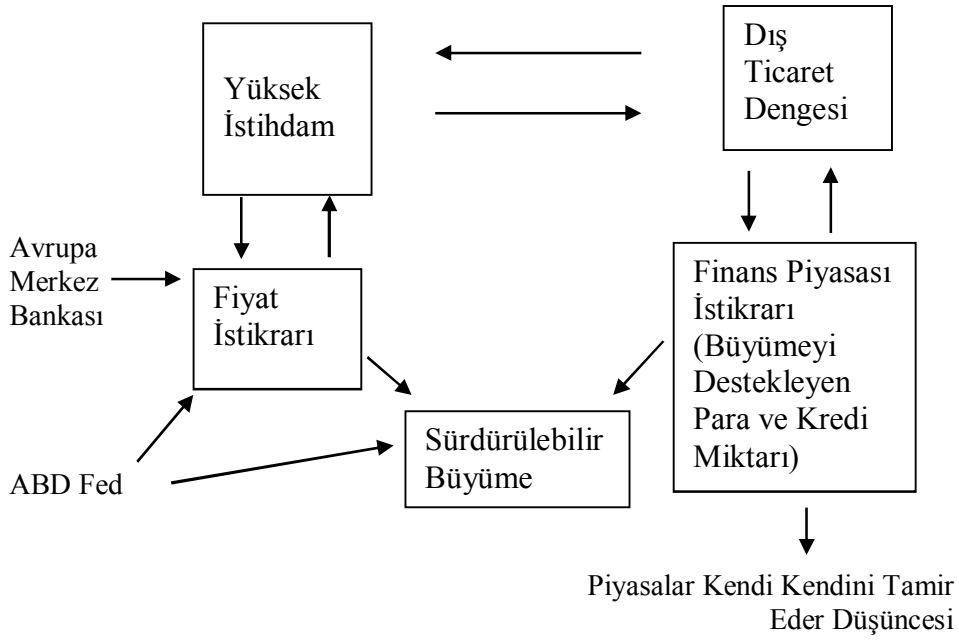 Yüksek
İstihdam
Dış
Ticaret
Dengesi
Avrupa
Merkez
Bankası
Fiyat
İstikrarı
Finans Piyasası
İstikrarı
(Büyümeyi
Destekleyen
Para ve Kredi
Miktarı)
ABD Fed
Sürdürülebilir
Büyüme
Piyasalar Kendi Kendini Tamir
Eder Düşüncesi